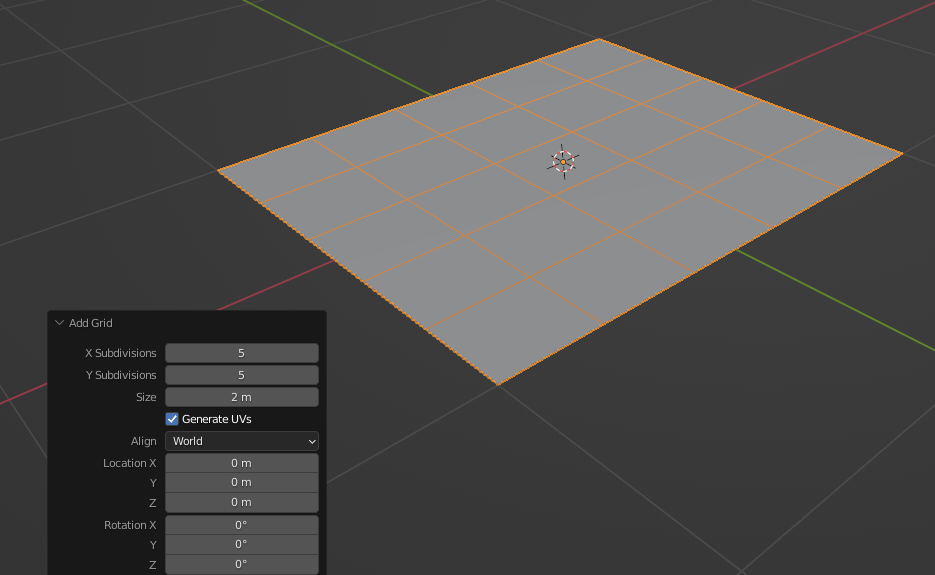 Add Grid
X Subdivisions 5
Y Subdivisions 5
Size 2 m
Generate UVs
Align World
Location X 0 m
Y 0 m
Z 0 m
Rotation X 0°
Y 0°
Z 0°